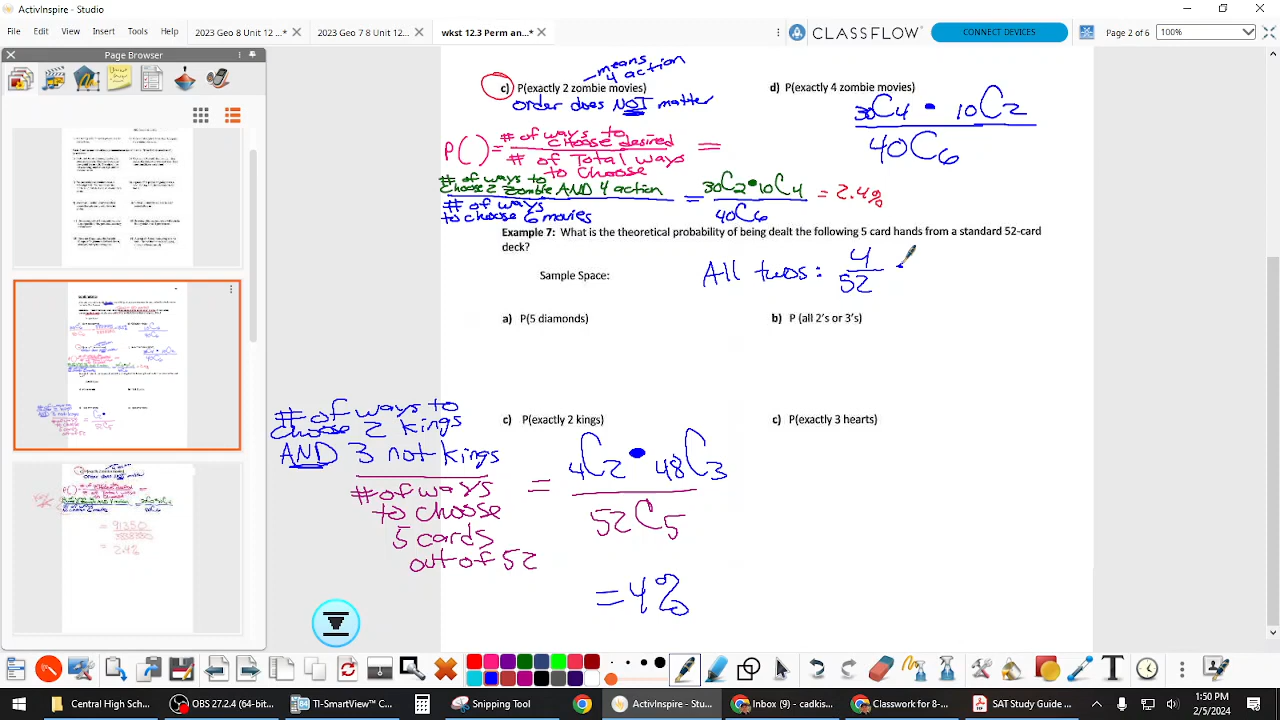 ActivInspire
File Edit View Insert Tools Help
2023 Geo 8 Unit 12...*
2023 Geo 7 8 U1 12...*
wkst 12.3 Perm an...*
CLASSFLOW
CONNECT DEVICES
Page 2 of 6
100%
Page Browser
means
4 action
c) P(exactly 2 zombie movies)
order does NOT matter
P( ) = # of ways to choose desired =
# of Total ways to choose
# of ways to
choose 2 zombie AND 4 action = 30C2 • 10C4 = 2.4%
# of ways 40C6
to choose 6 movies
d) P(exactly 4 zombie movies)
30C4 • 10C2
40C6
Example 7: What is the theoretical probability of being dealt the following 5 card hands from a standard 52-card
deck?
Sample Space:
All twos: 4
52
a) P(5 diamonds)
b) P (all 2's or 3's)
c) P(exactly 2 kings)
c) P(exactly 3 hearts)
# of ways to
choose 2 kings
AND 3 not kings
# of ways
to choose
5 cards
out of 52
= 4C2 • 48C3
52C5
= 4%
Central High School...
OBS 27.2.4 (64-bit...
TI-SmartView™ CE...
Snipping Tool
ActivInspire - Stud...
Inbox (9) - cadkis...
Classwork for 8-...
SAT Study Guide ...
1:50 PM
2/5/2024